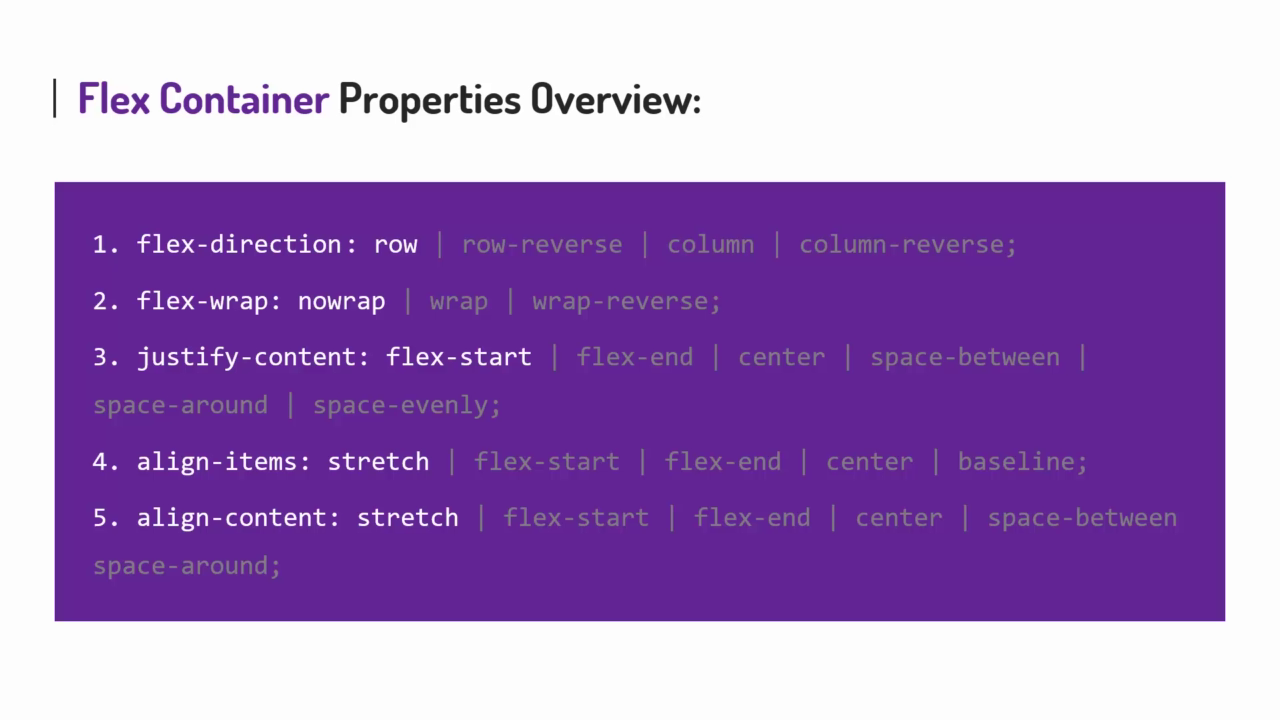 Flex Container Properties Overview:
1. flex-direction: row | row-reverse | column | column-reverse;
2. flex-wrap: nowrap | wrap | wrap-reverse;
3. justify-content: flex-start | flex-end | center | space-between |
space-around | space-evenly;
4. align-items: stretch | flex-start | flex-end | center | baseline;
5. align-content: stretch | flex-start | flex-end | center | space-between
space-around;